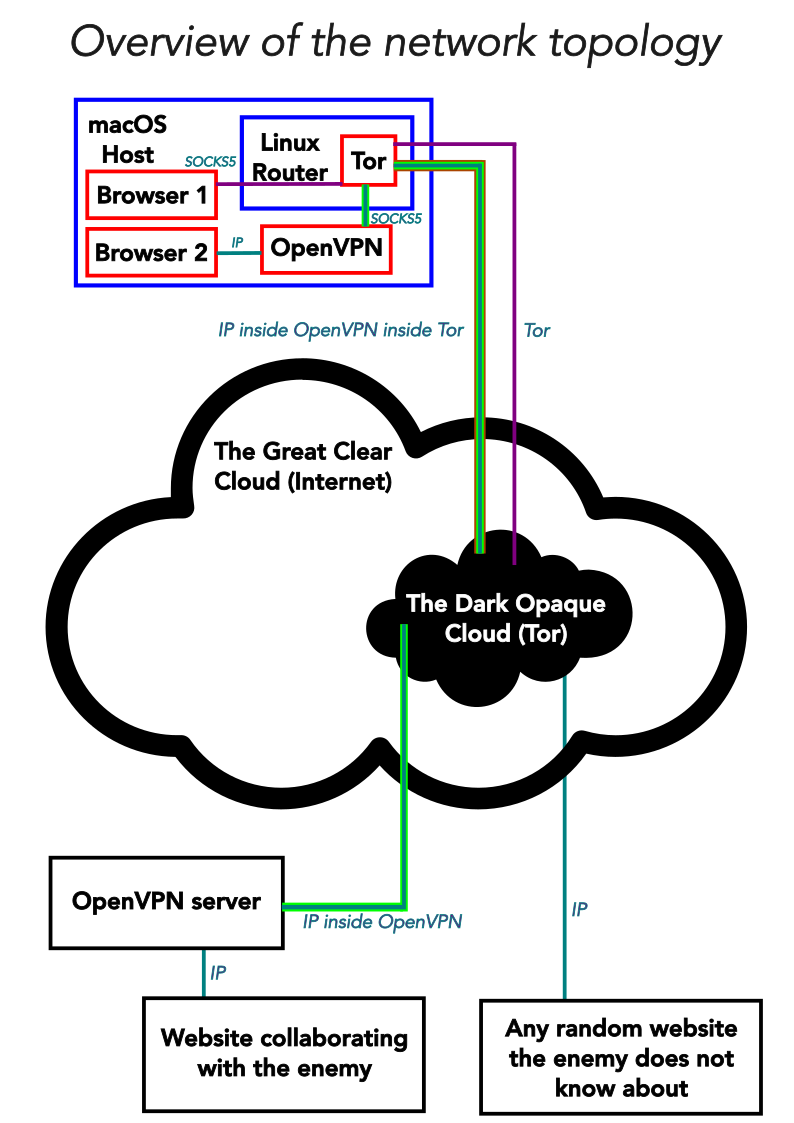 Overview of the network topology
macOS
Host
Linux
Router
Tor
SOCKS5
Browser 1
SOCKS5
Browser 2
IP
OpenVPN
IP inside OpenVPN inside Tor
Tor
The Great Clear
Cloud (Internet)
The Dark Opaque
Cloud (Tor)
OpenVPN server
IP inside OpenVPN
IP
IP
Website collaborating
with the enemy
Any random website
the enemy does not
know about